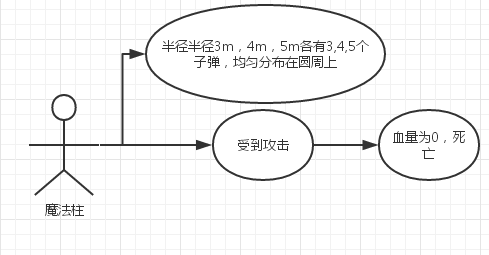 半径半径3m，4m，5m各有3,4,5个
子弹，均匀分布在圆周上
受到攻击
血量为0，死
亡
魔法柱